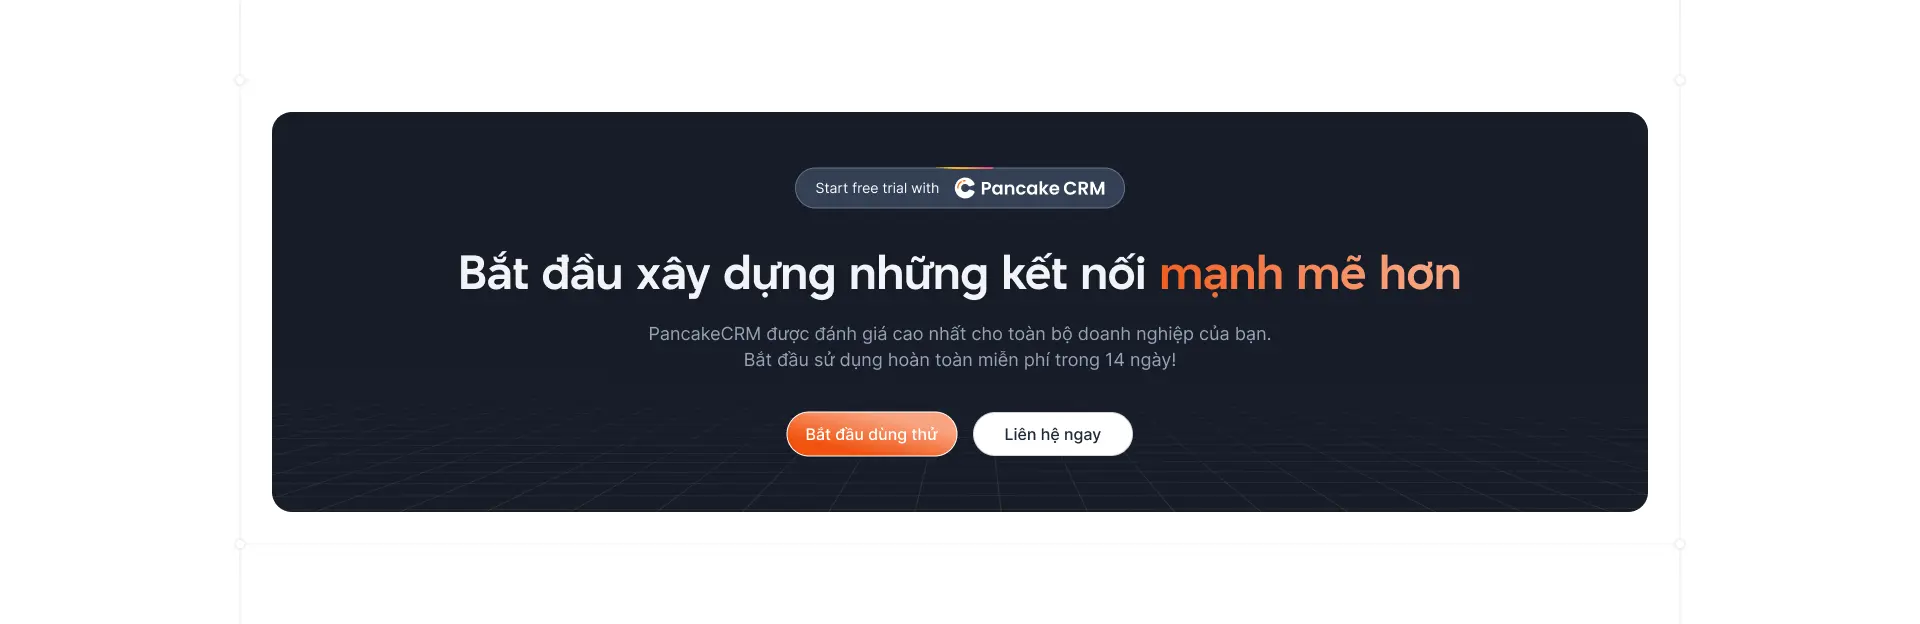 Start free trial with Pancake CRM
Bắt đầu xây dựng những kết nối mạnh mẽ hơn
PancakeCRM được đánh giá cao nhất cho toàn bộ doanh nghiệp của bạn.
Bắt đầu sử dụng hoàn toàn miễn phí trong 14 ngày!
Bắt đầu dùng thử
Liên hệ ngay